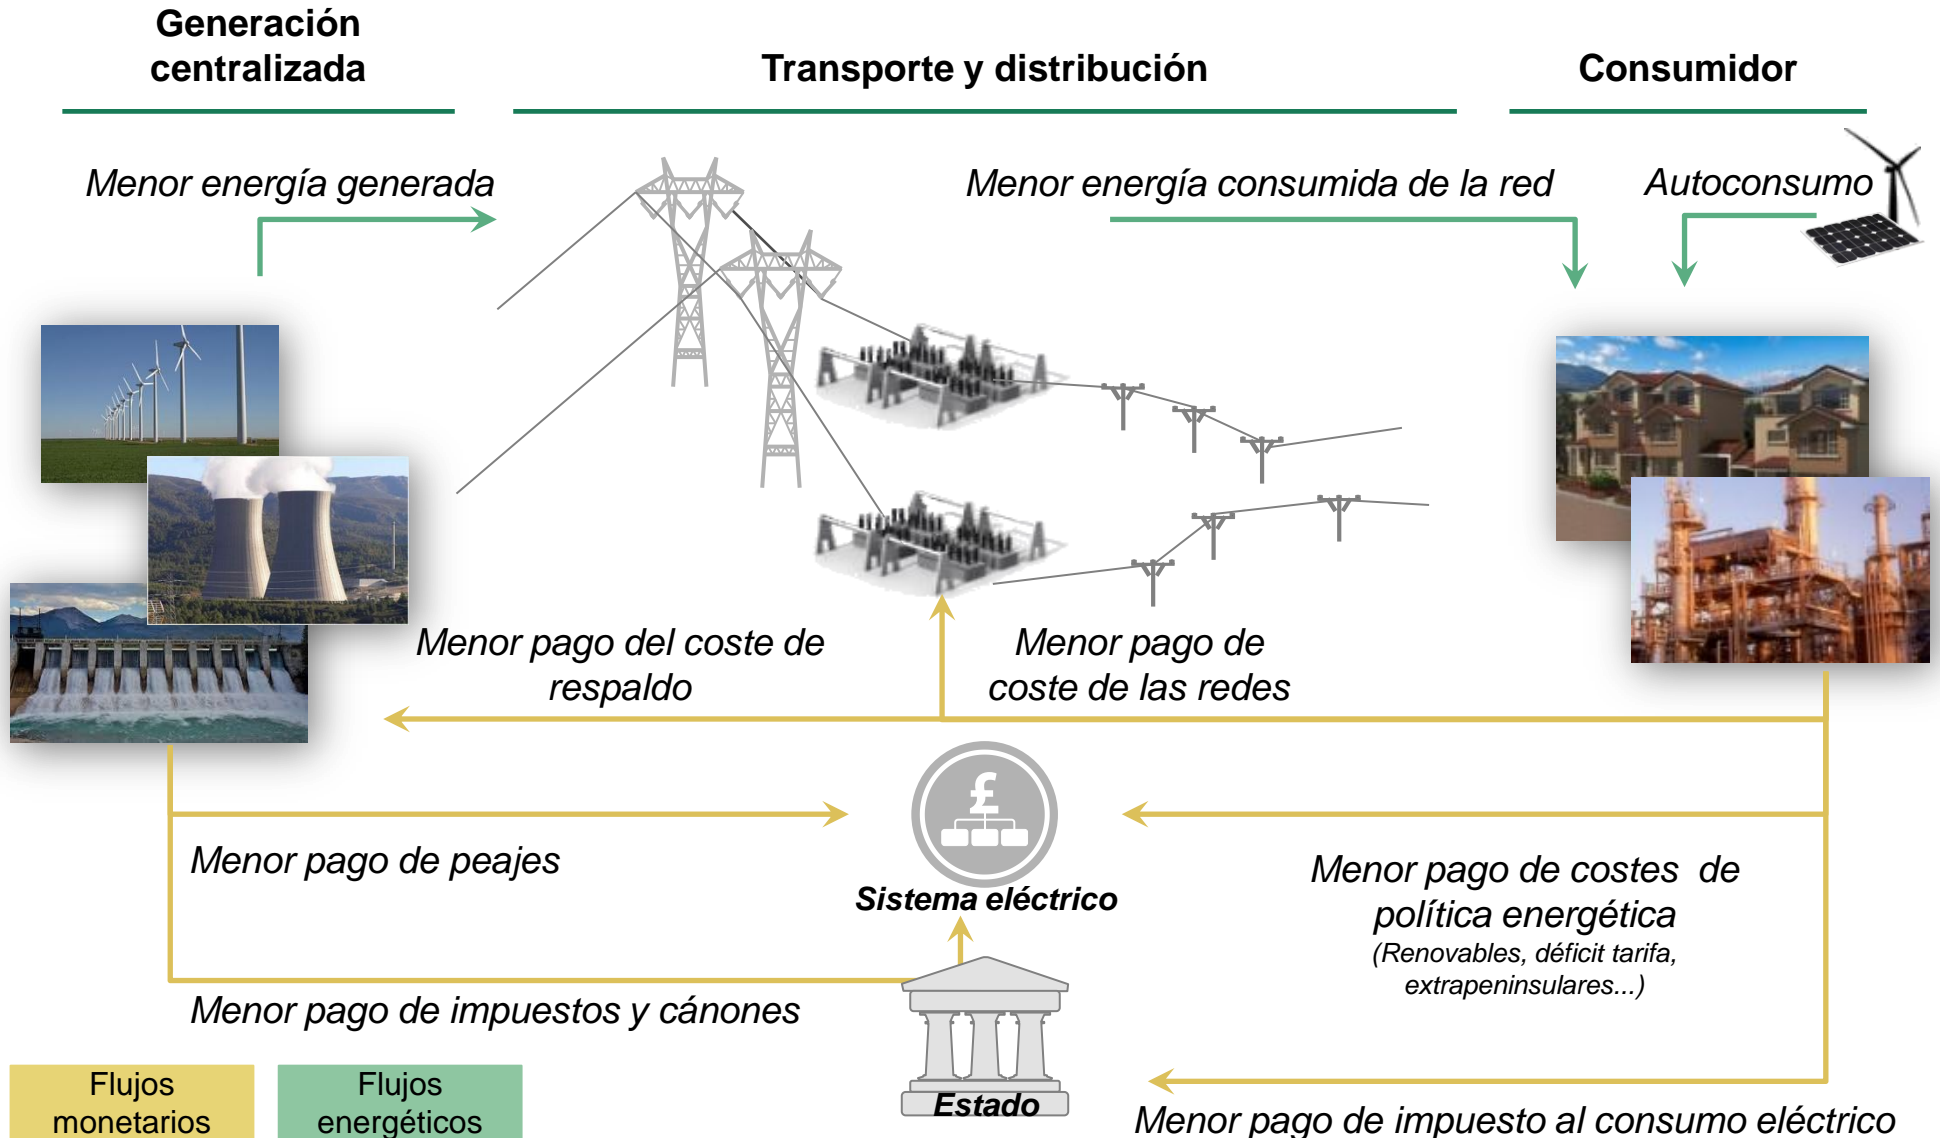 Generación
centralizada
Transporte y distribución
Consumidor
Menor energía generada
Menor energía consumida de la red
Autoconsumo
Menor pago del coste de
respaldo
Menor pago de
coste de las redes
£
Menor pago de peajes
Sistema eléctrico
Menor pago de costes de
política energética
(Renovables, déficit tarifa,
extrapeninsulares...)
Menor pago de impuestos y cánones
Estado
Flujos
monetarios
Flujos
energéticos
Menor pago de impuesto al consumo eléctrico